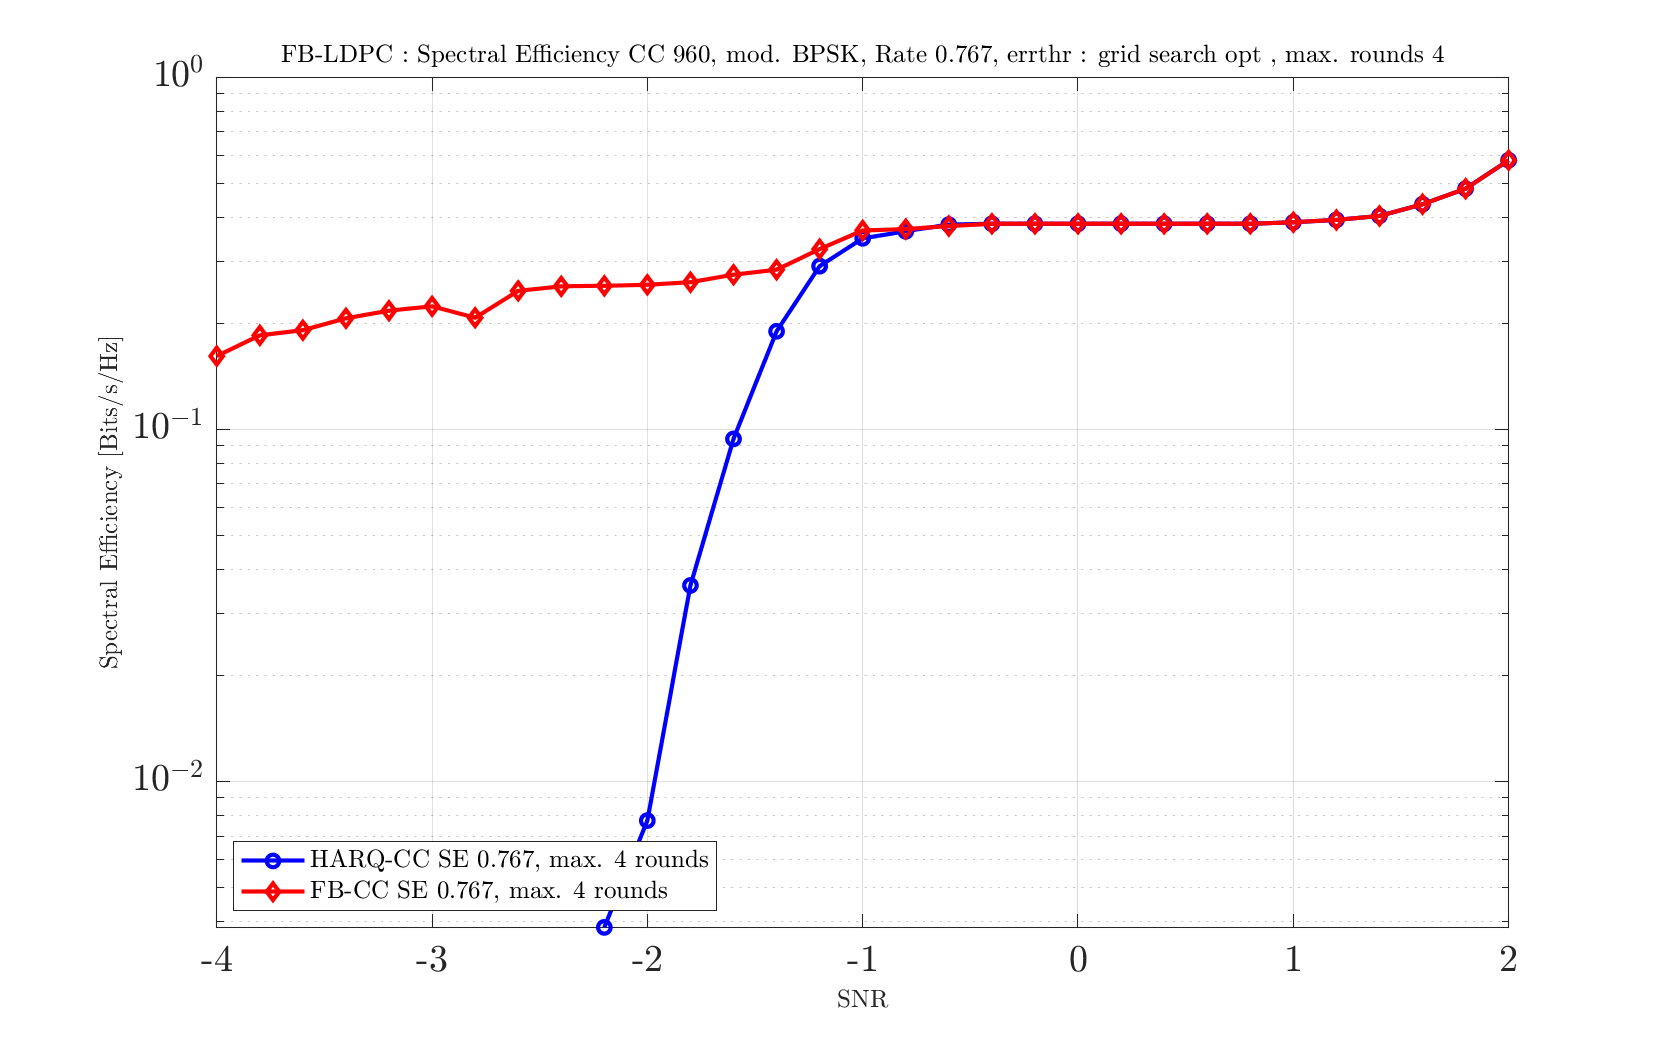 FB-LDPC : Spectral Efficiency CC 960, mod. BPSK, Rate 0.767, errthr : grid search opt , max. rounds 4
10^0
10^-1
10^-2
Spectral Efficiency [Bits/s/Hz]
HARQ-CC SE 0.767, max. 4 rounds
FB-CC SE 0.767, max. 4 rounds
-4 -3 -2 -1 0 1 2
SNR